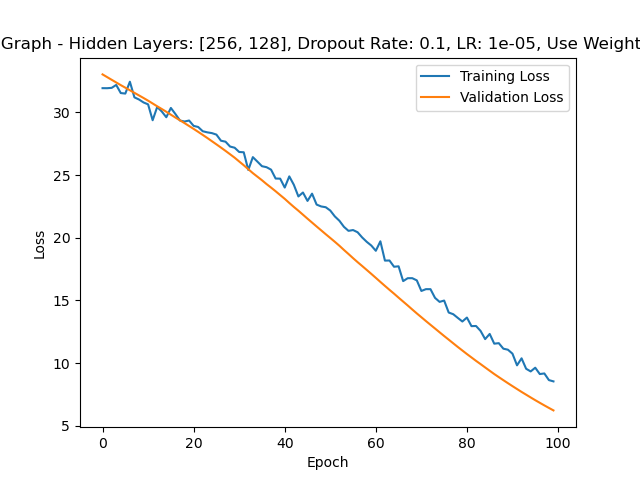 Graph - Hidden Layers: [256, 128], Dropout Rate: 0.1, LR: 1e-05, Use Weight
Training Loss
Validation Loss
30
25
20
15
10
5
Loss
0
20
40
60
80
100
Epoch